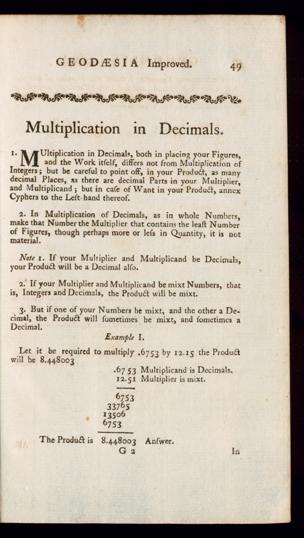 GEODÆSIA Improved. 49
Multiplication in Decimals.
1. MUltiplication in Decimals, both in placing your Figures,
and the Work itſelf, differs not from Multiplication of
Integers; but be careful to point off, in your Product, as many
decimal Places, as there are decimal Parts in your Multiplier,
and Multiplicand; but in caſe of Want in your Product, annex
Cyphers to the Left-hand thereof.
2. In Multiplication of Decimals, as in whole Numbers,
make that Number the Multiplier that contains the leaſt Number
of Figures, though perhaps more or leſs in Quantity, it is not
material.
Note 1. If your Multiplier and Multiplicand be Decimals,
your Product will be a Decimal alſo.
2. If your Multiplier and Multiplicand be mixt Numbers, that
is, Integers and Decimals, the Product will be mixt.
3. But if one of your Numbers be mixt, and the other a De-
cimal, the Product will ſometimes be mixt, and ſometimes a
Decimal.
Example I.
Let it be required to multiply .6753 by 12.15 the Product
will be 8.448003
.6753 Multiplicand is Decimals.
12.51 Multiplier is mixt.
6753
33765
13506
6753
The Product is 8.448003 Anſwer.
G 2 In